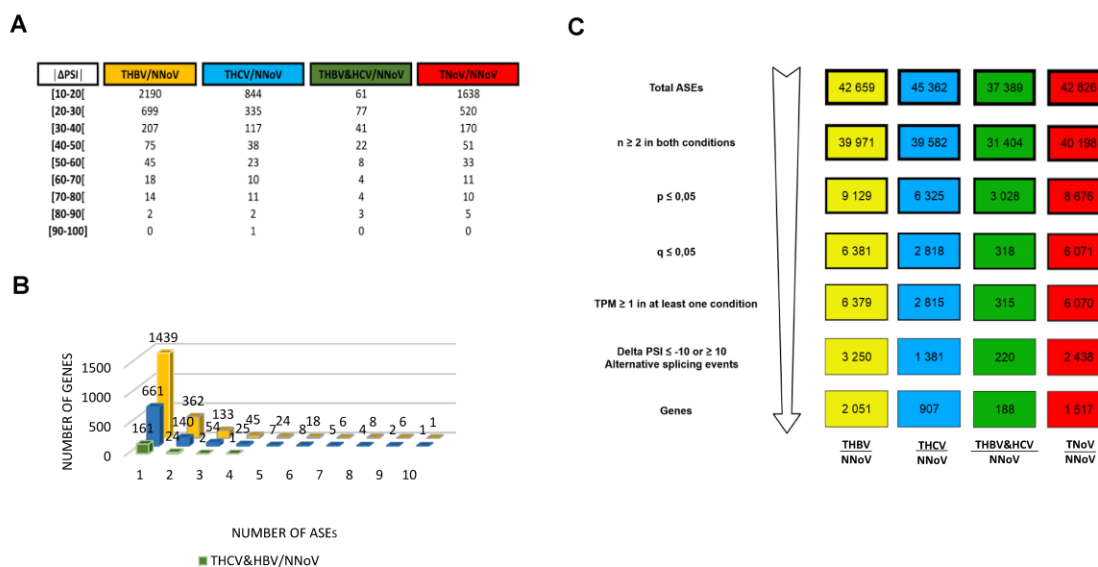 A
|ΔPSI| THBV/NNoV THCV/NNoV THBV&HCV/NNoV TNoV/NNoV
[10-20[ 2190 844 61 1638
[20-30[ 699 335 77 520
[30-40[ 207 117 41 170
[40-50[ 75 38 22 51
[50-60[ 45 23 8 33
[60-70[ 18 10 4 11
[70-80[ 14 11 4 10
[80-90[ 2 2 3 5
[90-100] 0 1 0 0
B
NUMBER OF GENES
1500
1000
500
0
1439 362 133 45 24 18 6 8 6 1
661 140 54 25 7 8 5 4 2 1
161 24 2 1
1 2 3 4 5 6 7 8 9 10
NUMBER OF ASEs
THCV&HBV/NNoV
C
Total ASEs 42 659 45 362 37 389 42 826
n ≥ 2 in both conditions 39 971 39 582 31 404 40 198
p ≤ 0,05 9 129 6 325 3 028 8 676
q ≤ 0,05 6 381 2 818 318 6 071
TPM ≥ 1 in at least one condition 6 379 2 815 315 6 070
Delta PSI ≤ -10 or ≥ 10
Alternative splicing events 3 250 1 381 220 2 438
Genes 2 051 907 188 1 517
THBV THCV THBV&HCV TNoV
NNoV NNoV NNoV NNoV